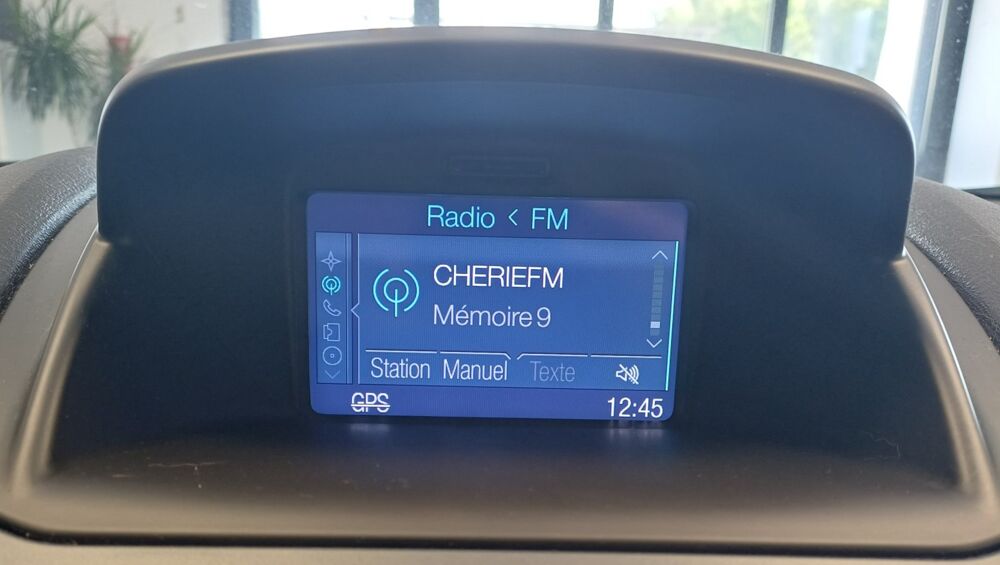 Radio < FM
CHERIEFM
Mémoire 9
Station Manuel Texte
GPS 12:45